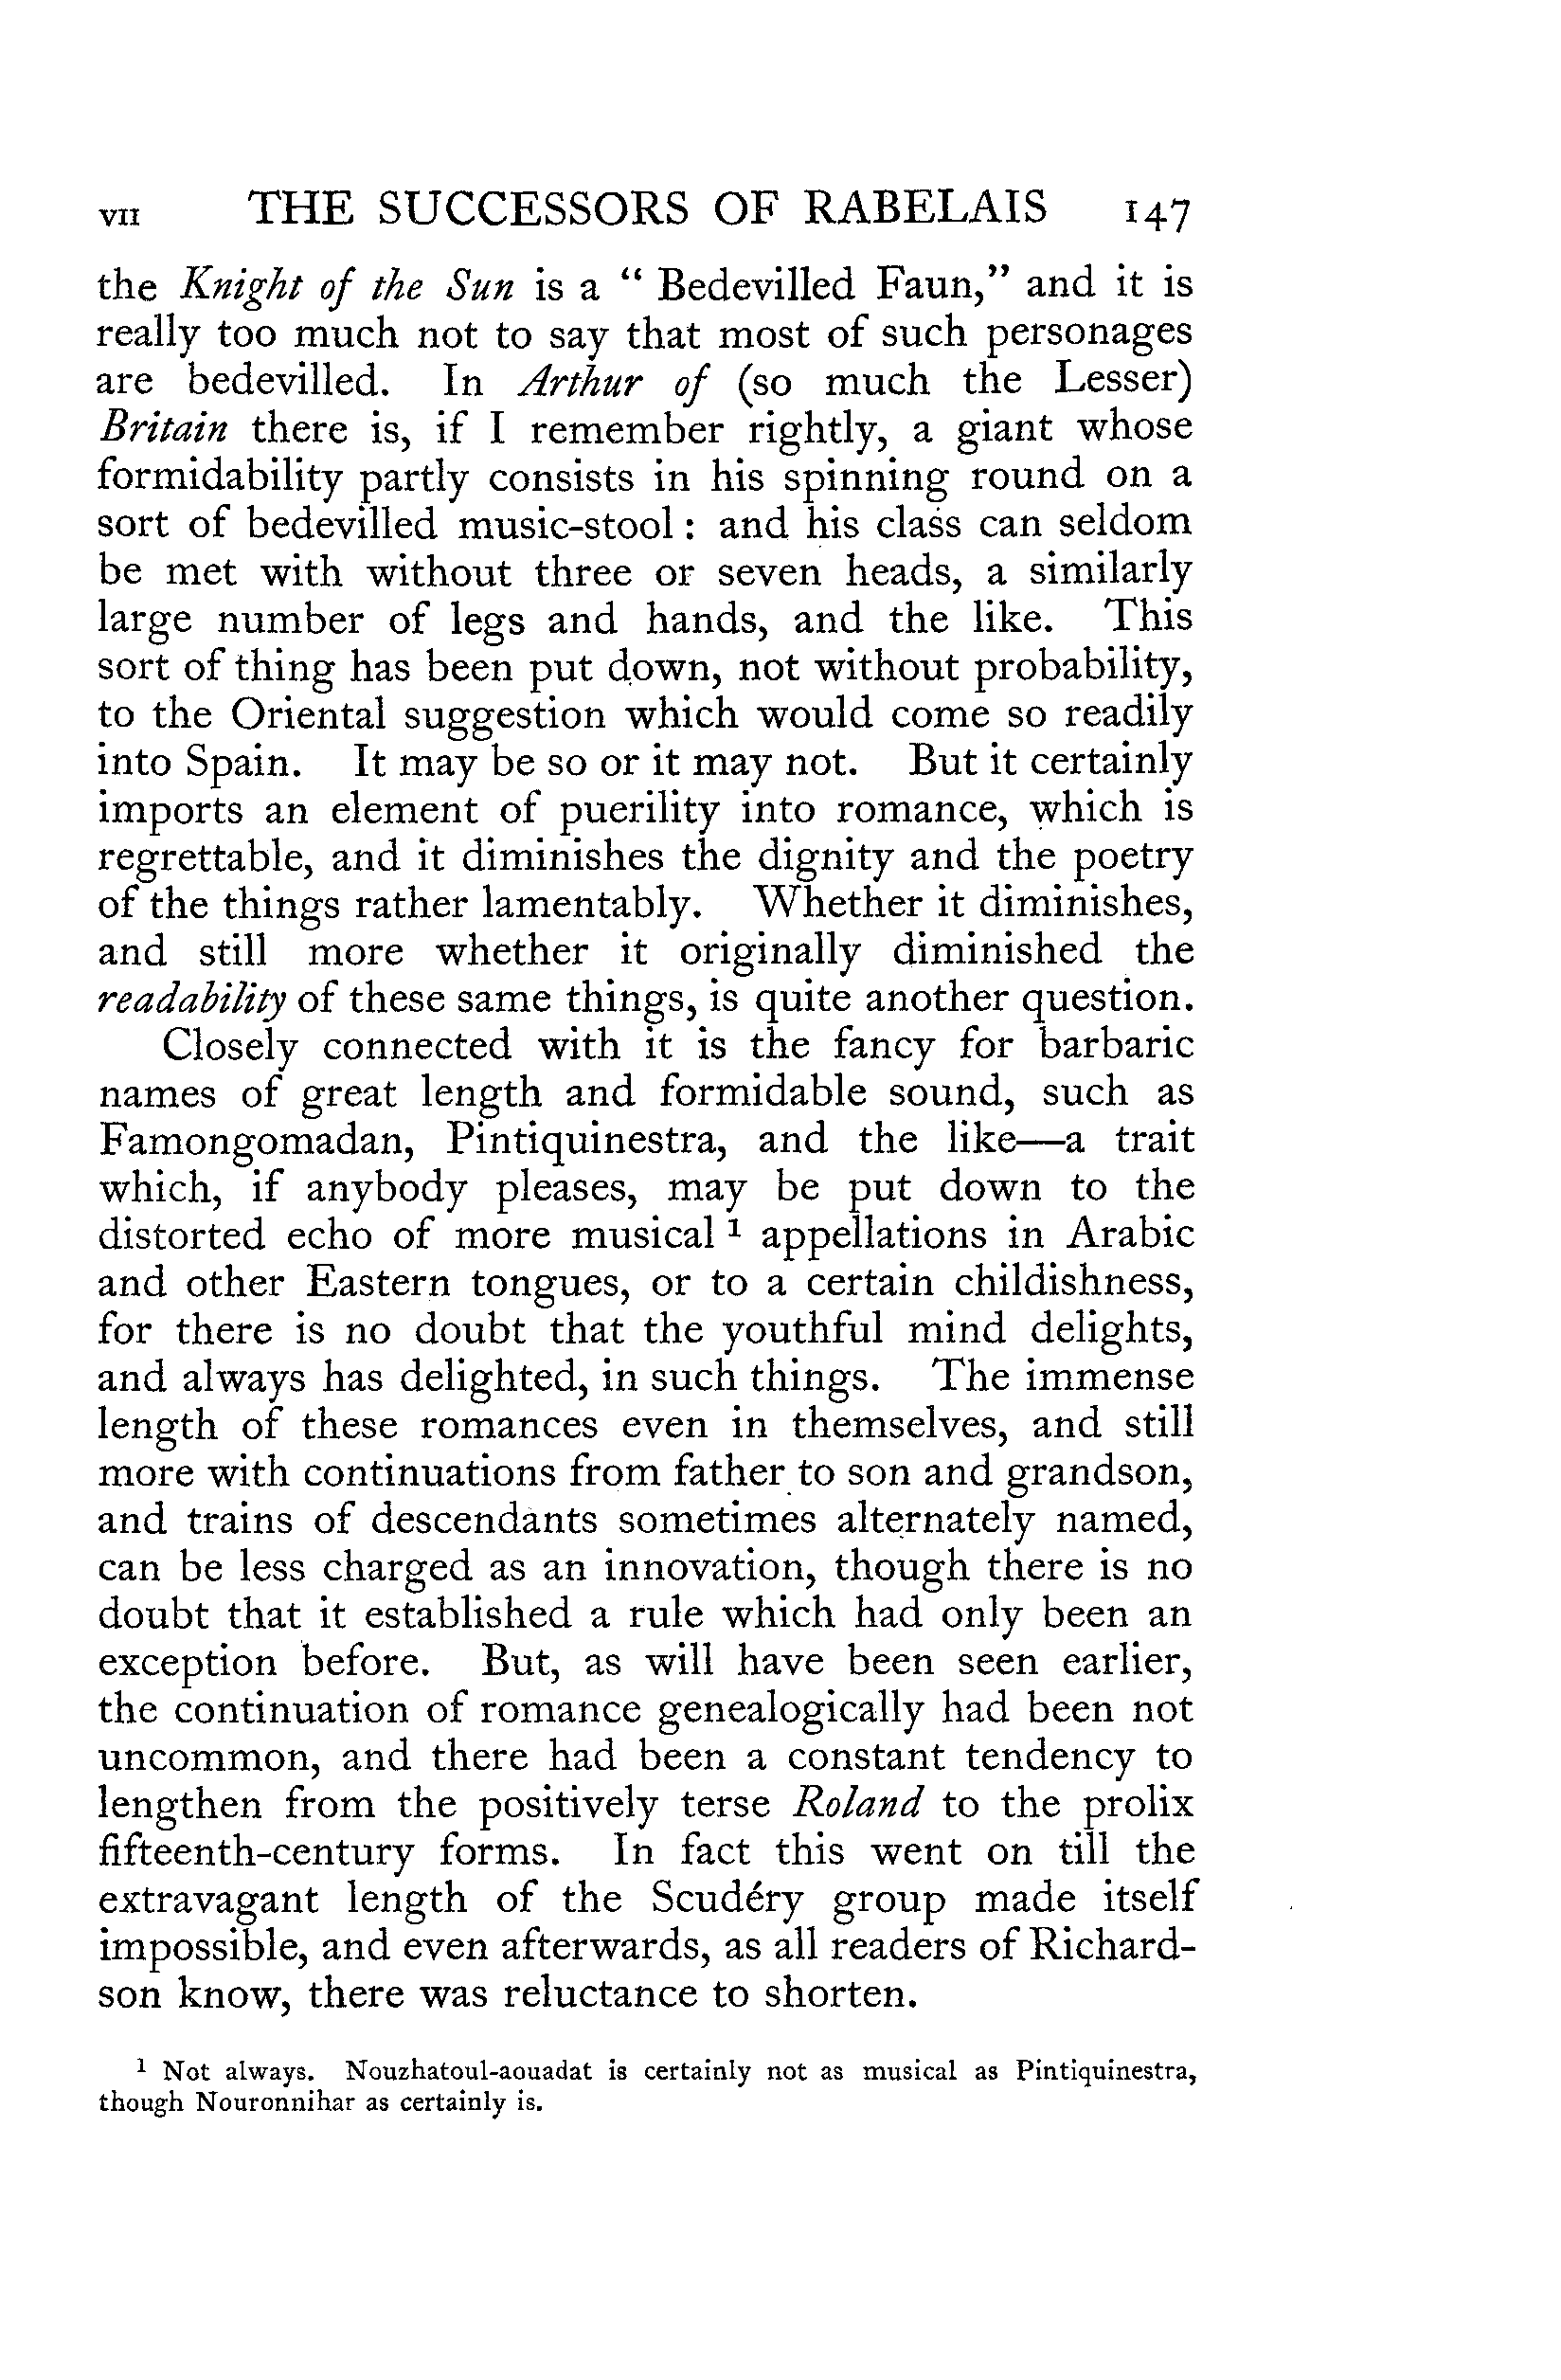 VII THE SUCCESSORS OF RABELAIS 147
the Knight of the Sun is a “ Bedevilled Faun,” and it is
really too much not to say that most of such personages
are bedevilled. In Arthur of (so much the Lesser)
Britain there is, if I remember rightly, a giant whose
formidability partly consists in his spinning round on a
sort of bedevilled music-stool : and his class can seldom
be met with without three or seven heads, a similarly
large number of legs and hands, and the like. This
sort of thing has been put down, not without probability,
to the Oriental suggestion which would come so readily
into Spain. It may be so or it may not. But it certainly
imports an element of puerility into romance, which is
regrettable, and it diminishes the dignity and the poetry
of the things rather lamentably. Whether it diminishes,
and still more whether it originally diminished the
readability of these same things, is quite another question.
Closely connected with it is the fancy for barbaric
names of great length and formidable sound, such as
Famongomadan, Pintiquinestra, and the like—a trait
which, if anybody pleases, may be put down to the
distorted echo of more musical ¹ appellations in Arabic
and other Eastern tongues, or to a certain childishness,
for there is no doubt that the youthful mind delights,
and always has delighted, in such things. The immense
length of these romances even in themselves, and still
more with continuations from father to son and grandson,
and trains of descendants sometimes alternately named,
can be less charged as an innovation, though there is no
doubt that it established a rule which had only been an
exception before. But, as will have been seen earlier,
the continuation of romance genealogically had been not
uncommon, and there had been a constant tendency to
lengthen from the positively terse Roland to the prolix
fifteenth-century forms. In fact this went on till the
extravagant length of the Scudéry group made itself
impossible, and even afterwards, as all readers of Richard-
son know, there was reluctance to shorten.
¹ Not always. Nouzhatoul-aouadat is certainly not as musical as Pintiquinestra,
though Nouronnihar as certainly is.